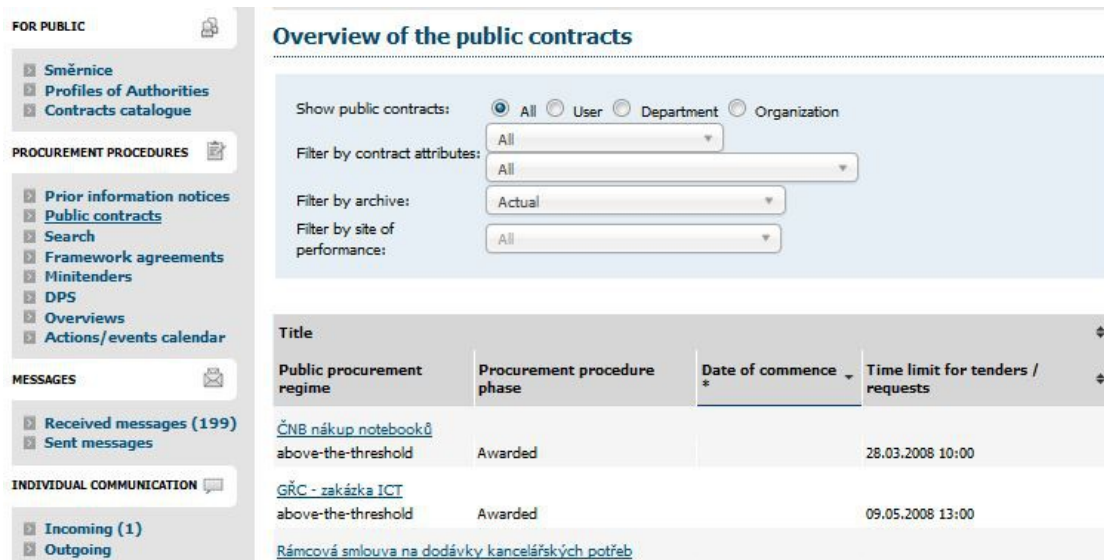 FOR PUBLIC
Směrnice
Profiles of Authorities
Contracts catalogue
PROCUREMENT PROCEDURES
Prior information notices
Public contracts
Search
Framework agreements
Minitenders
DPS
Overviews
Actions/events calendar
MESSAGES
Received messages (199)
Sent messages
INDIVIDUAL COMMUNICATION
Incoming (1)
Outgoing
Overview of the public contracts
Show public contracts: All User Department Organization
Filter by contract attributes: All
All
Filter by archive: Actual
Filter by site of
performance: All
Title
Public procurement Procurement procedure Date of commence Time limit for tenders /
regime phase * requests
ČNB nákup notebooků
above-the-threshold Awarded 28.03.2008 10:00
GŘC - zakázka ICT
above-the-threshold Awarded 09.05.2008 13:00
Rámcová smlouva na dodávky kancelářských potřeb